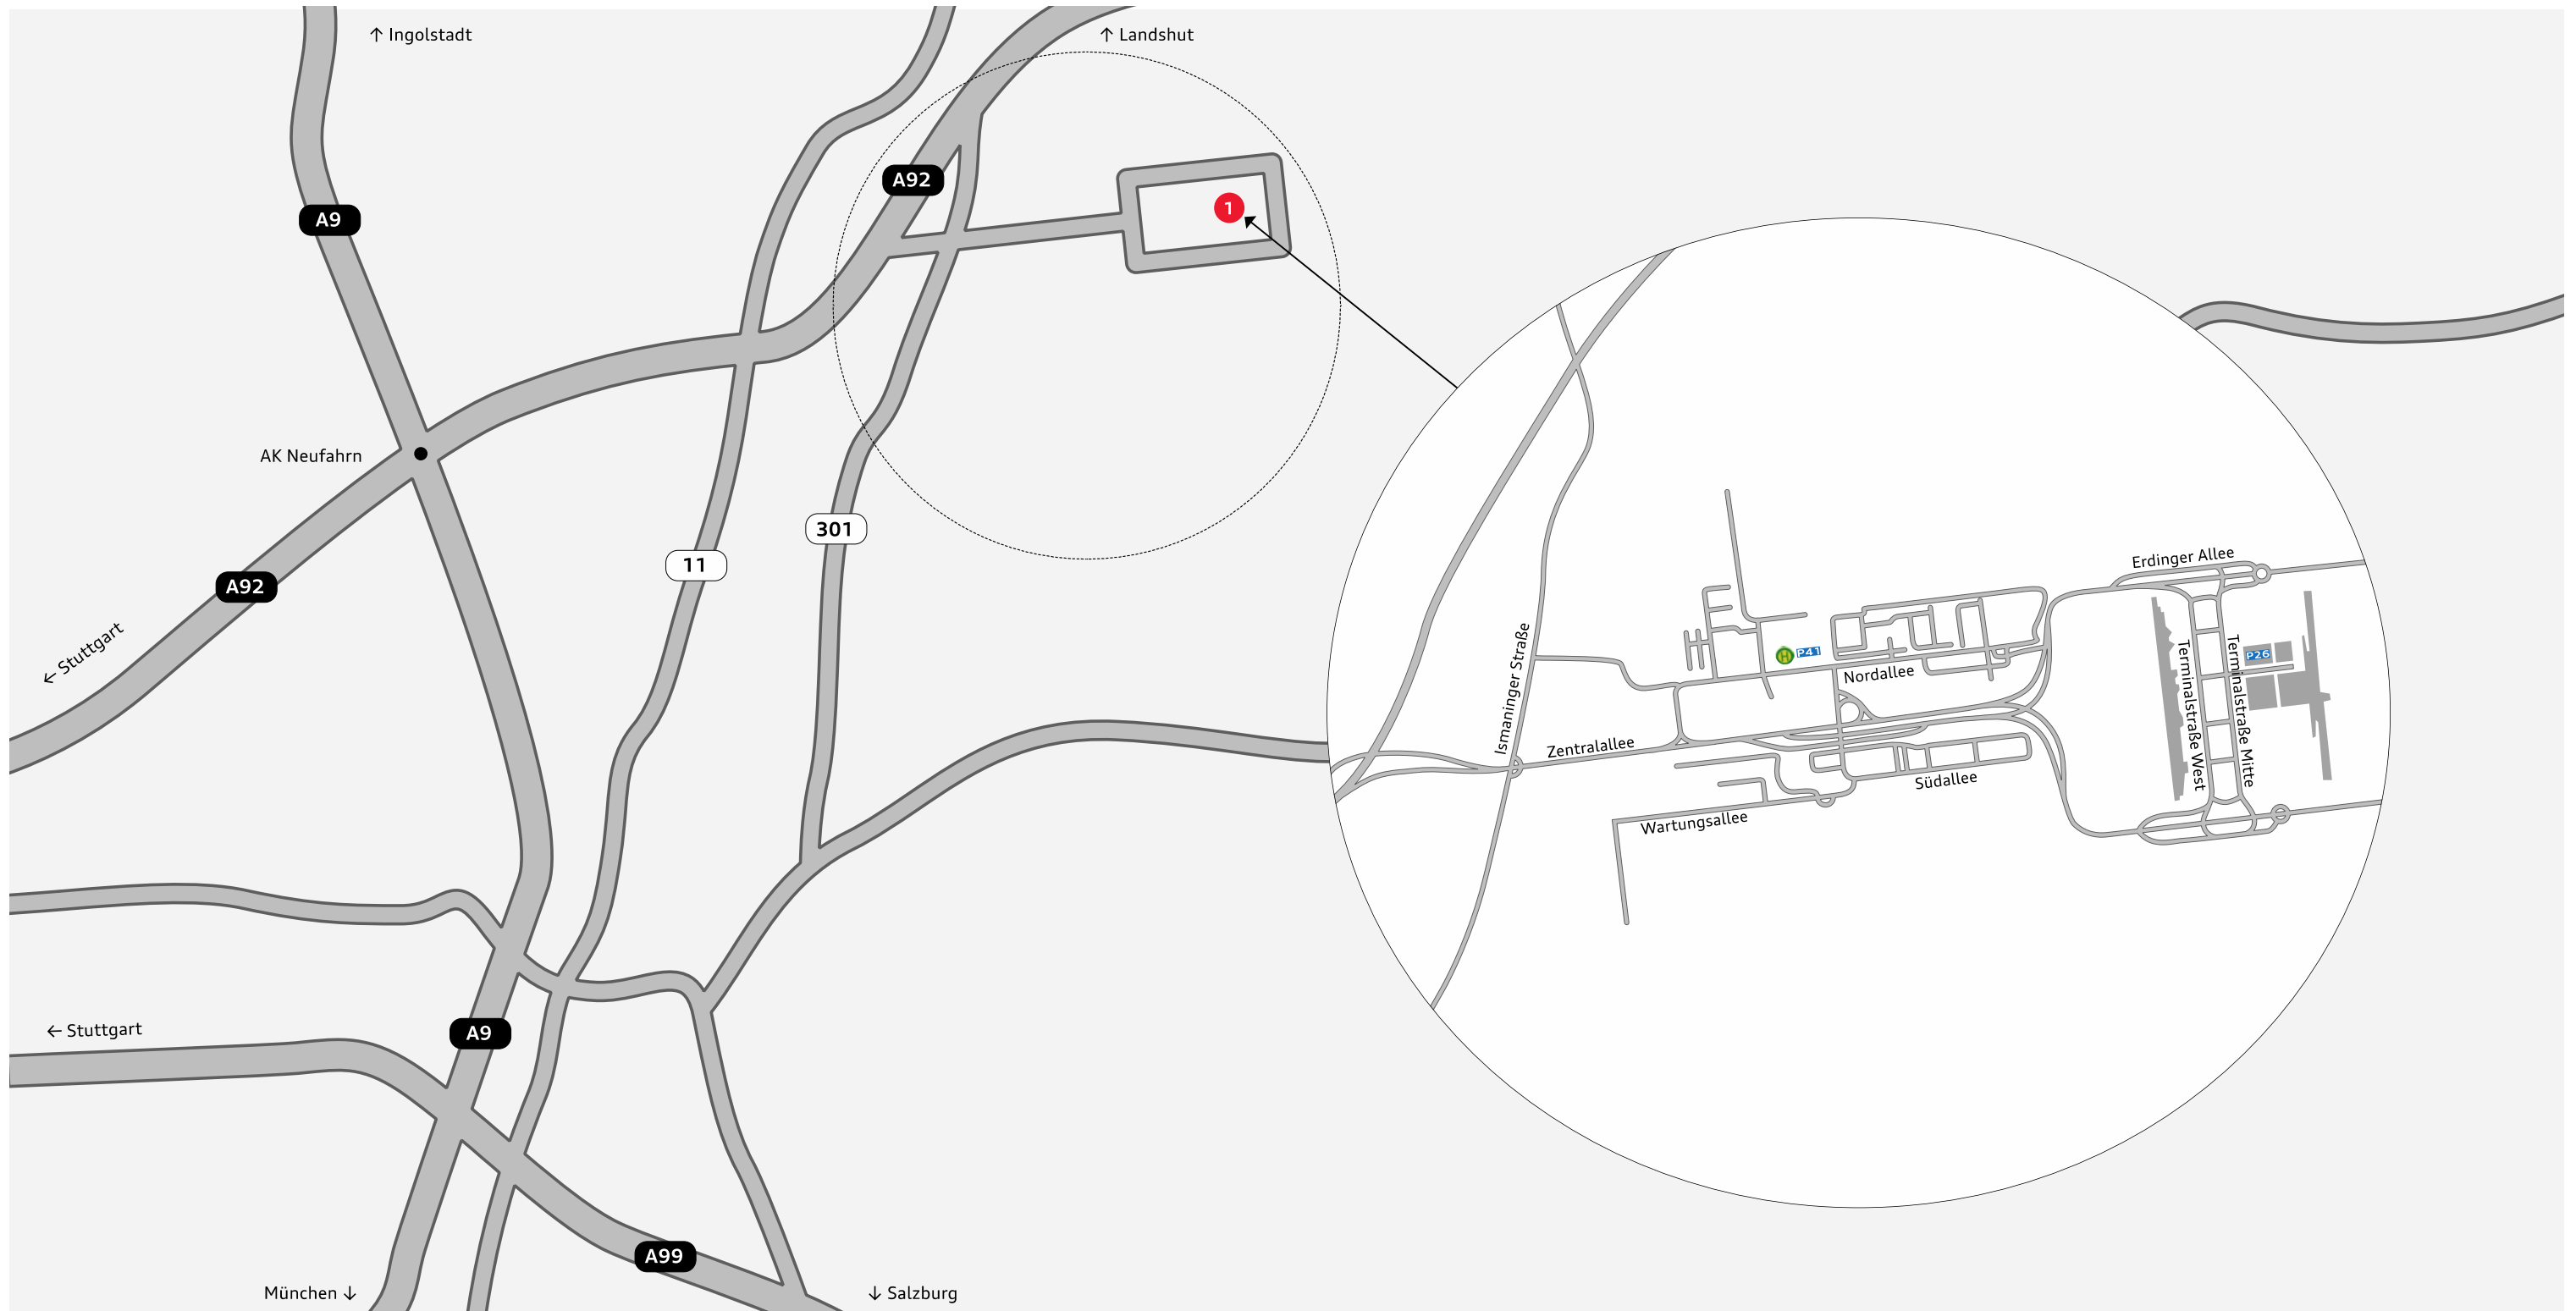 ↑ Ingolstadt
↑ Landshut
A92
1
A9
AK Neufahrn
301
11
A92
← Stuttgart
Erdinger Allee
P41
P26
Nordallee
Ismaninger Straße
Terminalstraße West
Terminalstraße Mitte
Zentralallee
Südallee
Wartungsallee
H
← Stuttgart
A9
A99
München ↓
↓ Salzburg